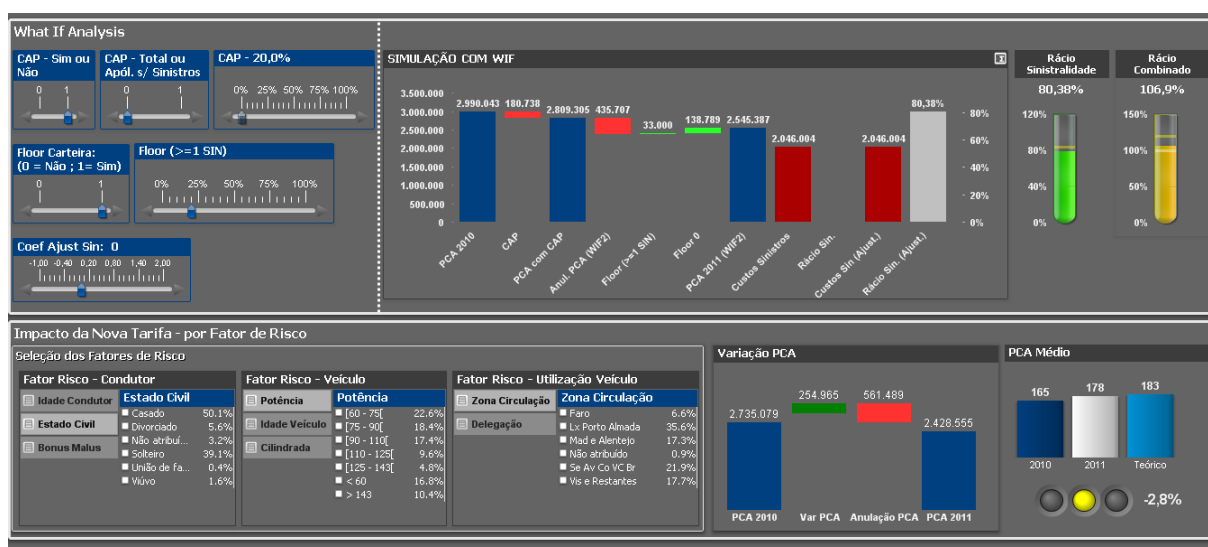 What If Analysis
CAP - Sim ou
Não
0 1
CAP - Total ou
Apól. s/ Sinistros
0 1
CAP - 20,0%
0% 25% 50% 75% 100%
Floor Carteira:
(0 = Não ; 1= Sim)
0 1
Floor (>=1 SIN)
0% 25% 50% 75% 100%
Coef Ajust Sin: 0
-1,00 -0,40 0,20 0,80 1,40 2,00
SIMULAÇÃO COM WIF
3.500.000
3.000.000
2.500.000
2.000.000
1.500.000
1.000.000
500.000
0
2.990.043 180.738 2.809.305 435.707 33.000 138.789 2.545.387 2.046.004 2.046.004 80,38%
80%
60%
40%
20%
0%
PCA 2010
CAP
PCA com CAP
Anul. PCA (WIF2)
Floor (>=1 SIN)
Floor 0
PCA 2011 (WIF2)
Custos Sinistros
Rácio Sin.
Custos Sin (Ajust.)
Rácio Sin. (Ajust.)
Rácio
Sinistralidade
80,38%
120%
80%
40%
0%
Rácio
Combinado
106,9%
150%
100%
50%
0%
Impacto da Nova Tarifa - por Fator de Risco
Seleção dos Fatores de Risco
Fator Risco - Condutor
Idade Condutor
Estado Civil
Bonus Malus
Estado Civil
Casado 50.1%
Divorciado 5.6%
Não atribuí... 3.2%
Solteiro 39.1%
União de fa... 0.4%
Viúvo 1.6%
Fator Risco - Veículo
Potência
Idade Veículo
Cilindrada
Potência
[60 - 75[ 22.6%
[75 - 90[ 18.4%
[90 - 110[ 17.4%
[110 - 125[ 9.6%
[125 - 143[ 4.8%
< 60 16.8%
> 143 10.4%
Fator Risco - Utilização Veículo
Zona Circulação
Delegação
Zona Circulação
Faro 6.6%
Lx Porto Almada 35.6%
Mad e Alentejo 17.3%
Não atribuído 0.9%
Se Av Co VC Br 21.9%
Vis e Restantes 17.7%
Variação PCA
2.735.079 254.965 561.489 2.428.555
PCA 2010 Var PCA Anulação PCA PCA 2011
PCA Médio
165 178 183
2010 2011 Teórico
-2,8%